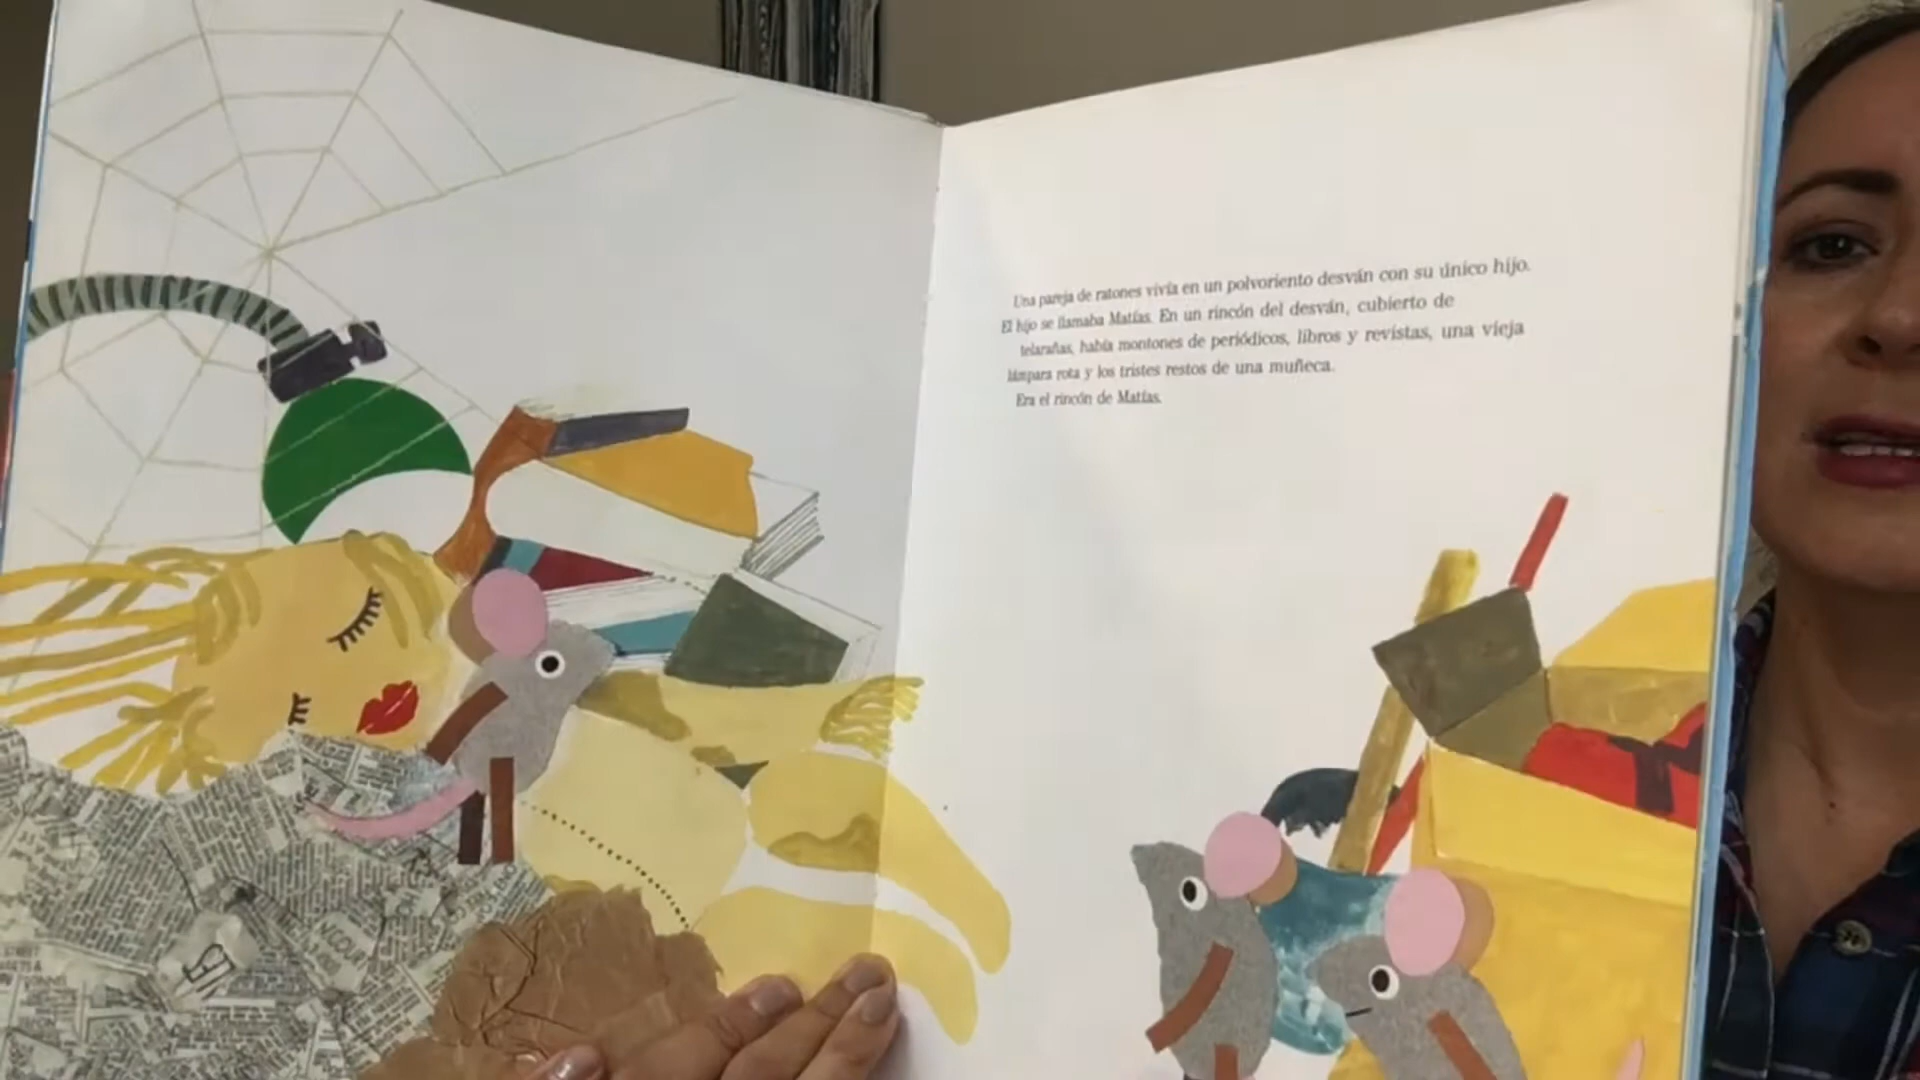 Una pareja de ratones vivía en un polvoriento desván con su único hijo.
El hijo se llamaba Matías. En un rincón del desván, cubierto de
telarañas, había montones de periódicos, libros y revistas, una vieja
lámpara rota y los tristes restos de una muñeca.
Era el rincón de Matías.